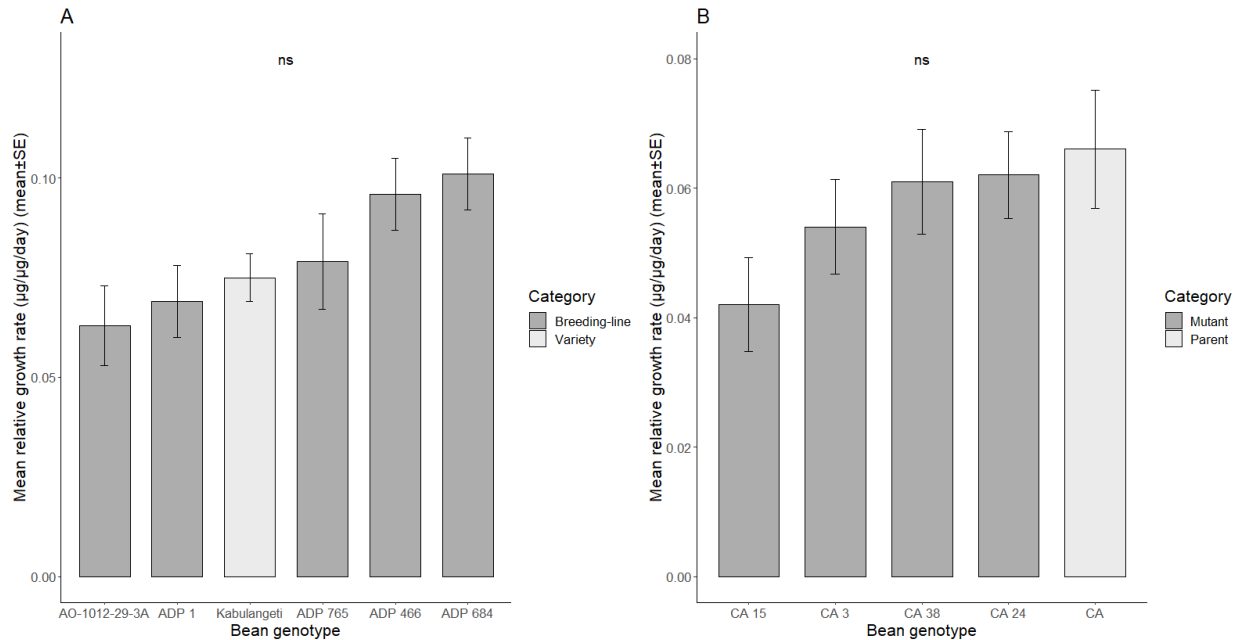 A
ns
Mean relative growth rate (µg/µg/day) (mean±SE)
0.10
0.05
0.00
AO-1012-29-3A ADP 1 Kabulangeti ADP 765 ADP 466 ADP 684
Bean genotype
Category
Breeding-line
Variety
B
ns
Mean relative growth rate (µg/µg/day) (mean±SE)
0.08
0.06
0.04
0.02
0.00
CA 15 CA 3 CA 38 CA 24 CA
Bean genotype
Category
Mutant
Parent